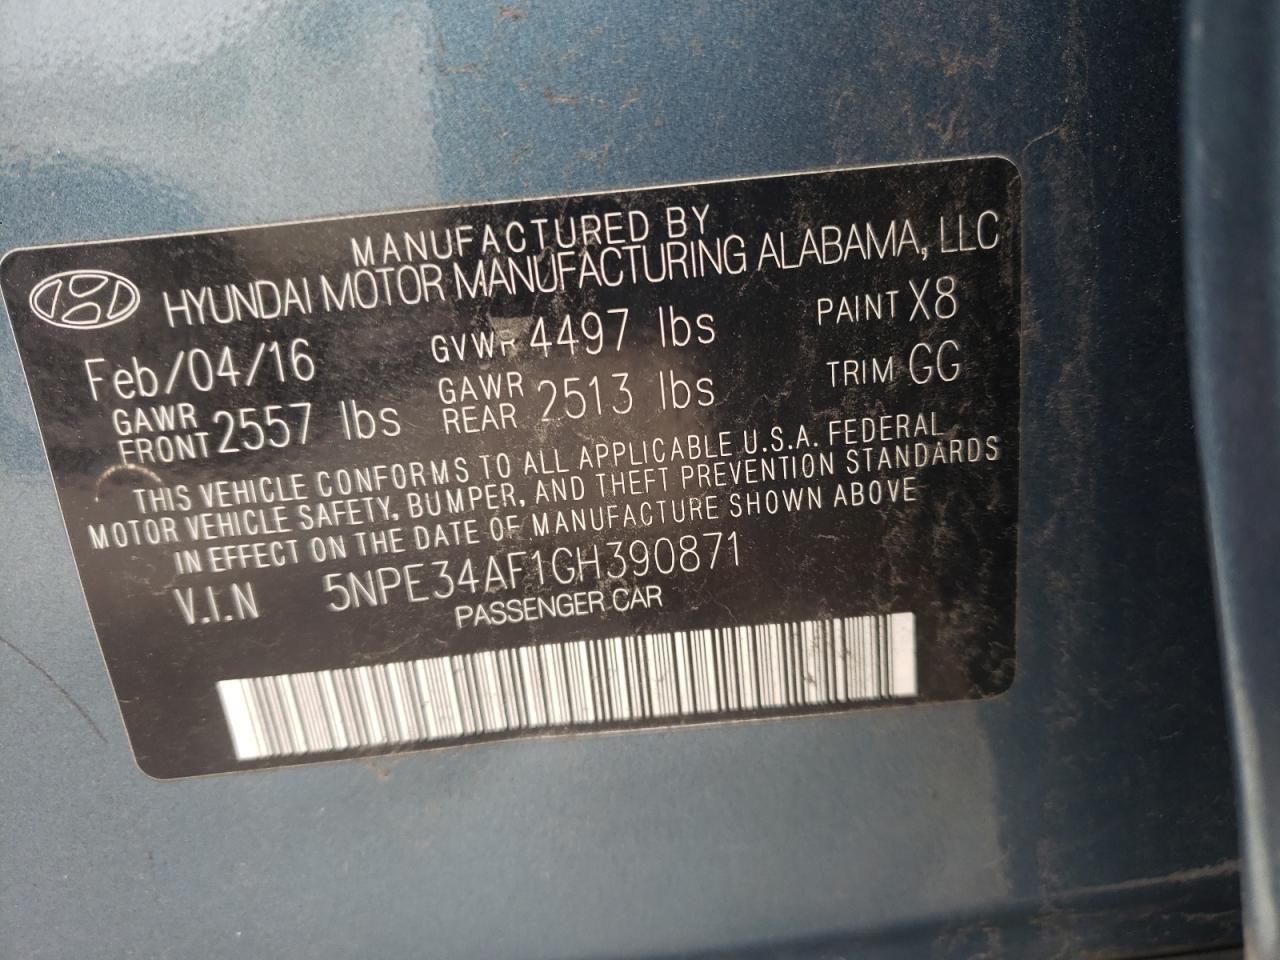 MANUFACTURED BY
HYUNDAI MOTOR MANUFACTURING ALABAMA, LLC
Feb/04/16 GVWR 4497 lbs PAINT X8
GAWR FRONT 2557 lbs GAWR REAR 2513 lbs TRIM GG
THIS VEHICLE CONFORMS TO ALL APPLICABLE U.S.A. FEDERAL
MOTOR VEHICLE SAFETY, BUMPER, AND THEFT PREVENTION STANDARDS
IN EFFECT ON THE DATE OF MANUFACTURE SHOWN ABOVE
V.I.N 5NPE34AF1GH390871
PASSENGER CAR